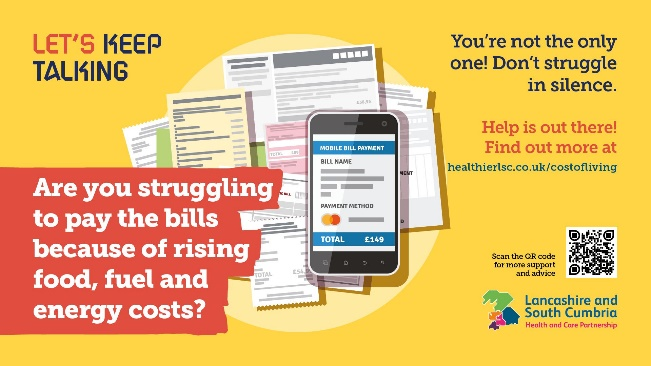 LET'S KEEP
TALKING
You're not the only
one! Don't struggle
in silence.
Help is out there!
Find out more at
healthierlsc.co.uk/costofliving
Are you struggling
to pay the bills
because of rising
food, fuel and
energy costs?
MOBILE BILL PAYMENT
BILL NAME
PAYMENT METHOD
TOTAL £149
TOTAL
Scan the QR code
for more support
and advice
Lancashire and
South Cumbria
Health and Care Partnership